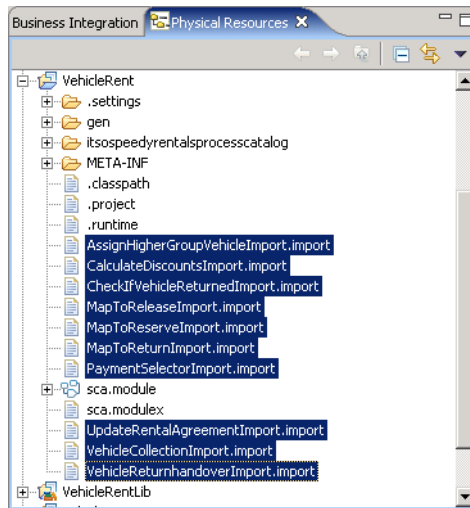 Business Integration Physical Resources
VehicleRent
.settings
gen
itsospeedyrentalsprocesscatalog
META-INF
.classpath
.project
.runtime
AssignHigherGroupVehicleImport.import
CalculateDiscountsImport.import
CheckIfVehicleReturnedImport.import
MapToReleaseImport.import
MapToReserveImport.import
MapToReturnImport.import
PaymentSelectorImport.import
sca.module
sca.modulex
UpdateRentalAgreementImport.import
VehicleCollectionImport.import
VehicleReturnhandoverImport.import
VehicleRentLib